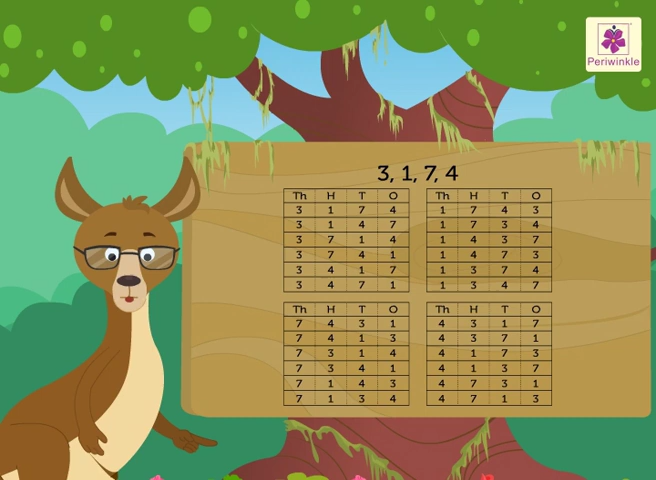 Periwinkle
3, 1, 7, 4
Th H T O
3 1 7 4
3 1 4 7
3 7 1 4
3 7 4 1
3 4 1 7
3 4 7 1
Th H T O
1 7 4 3
1 7 3 4
1 4 3 7
1 4 7 3
1 3 7 4
1 3 4 7
Th H T O
7 4 3 1
7 4 1 3
7 3 1 4
7 3 4 1
7 1 4 3
7 1 3 4
Th H T O
4 3 1 7
4 3 7 1
4 1 7 3
4 1 3 7
4 7 3 1
4 7 1 3